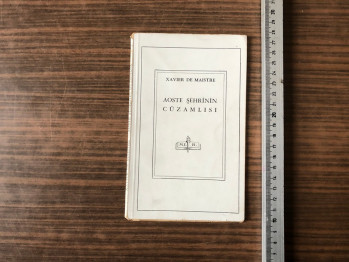 XAVIER DE MAISTRE
AOSTE ŞEHRİNİN
CÜZAMLISI